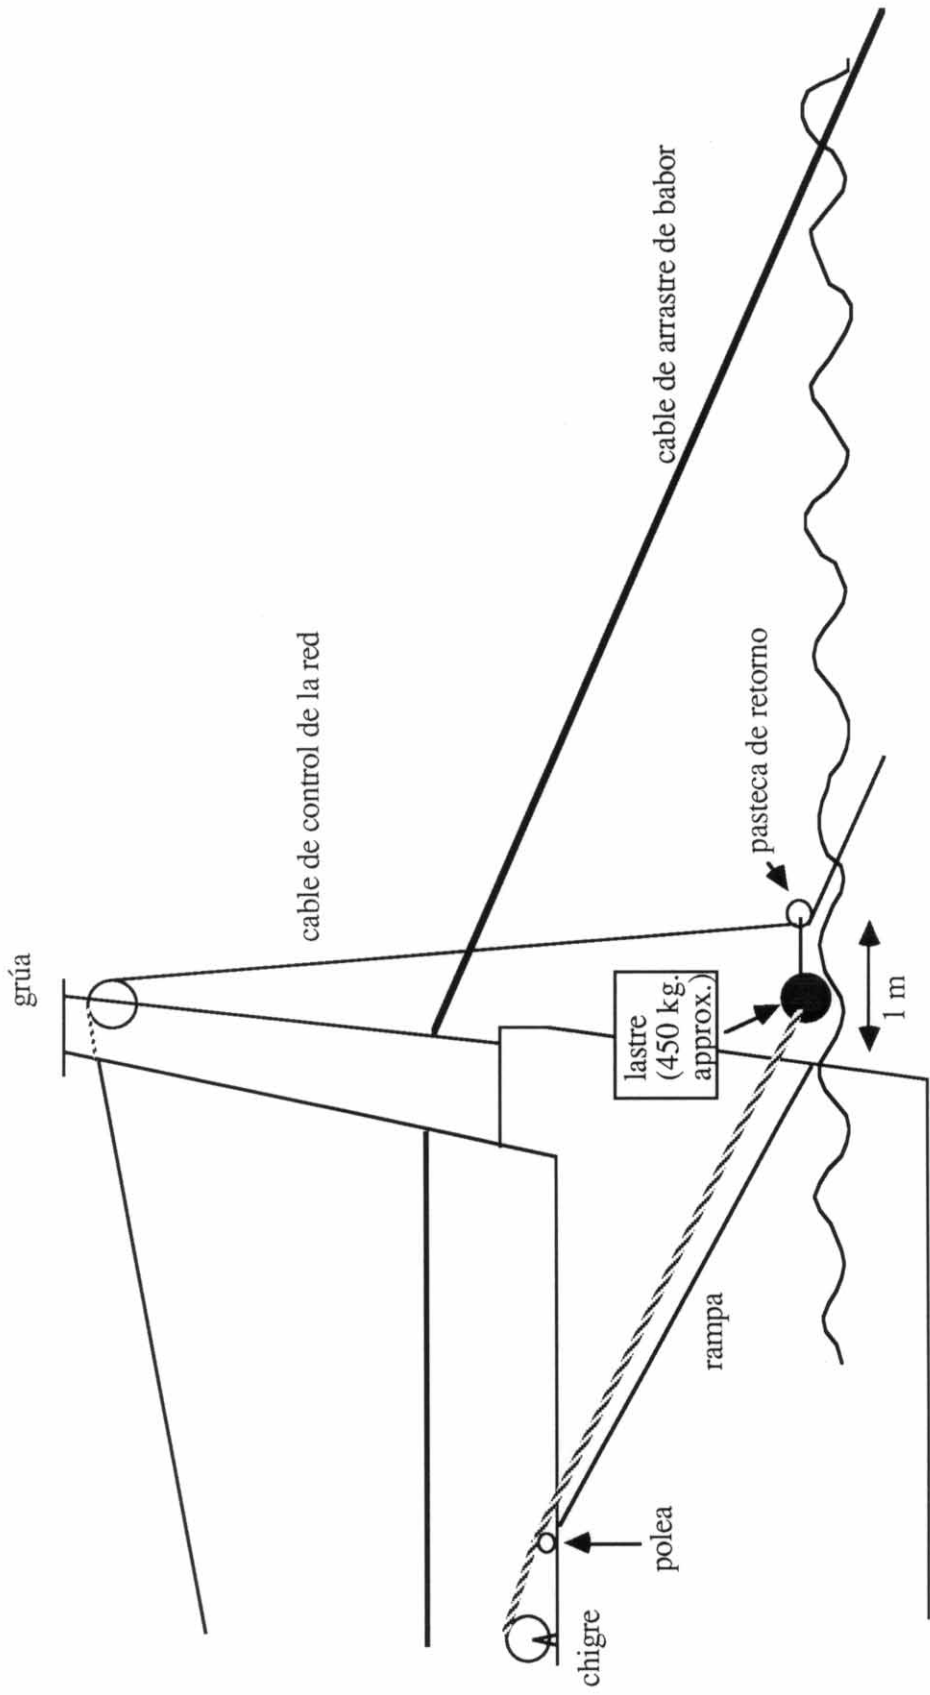 grúa
cable de control de la red
cable de arrastre de babor
pasteca de retorno
lastre
(450 kg.
approx.)
1 m
rampa
polea
chigre